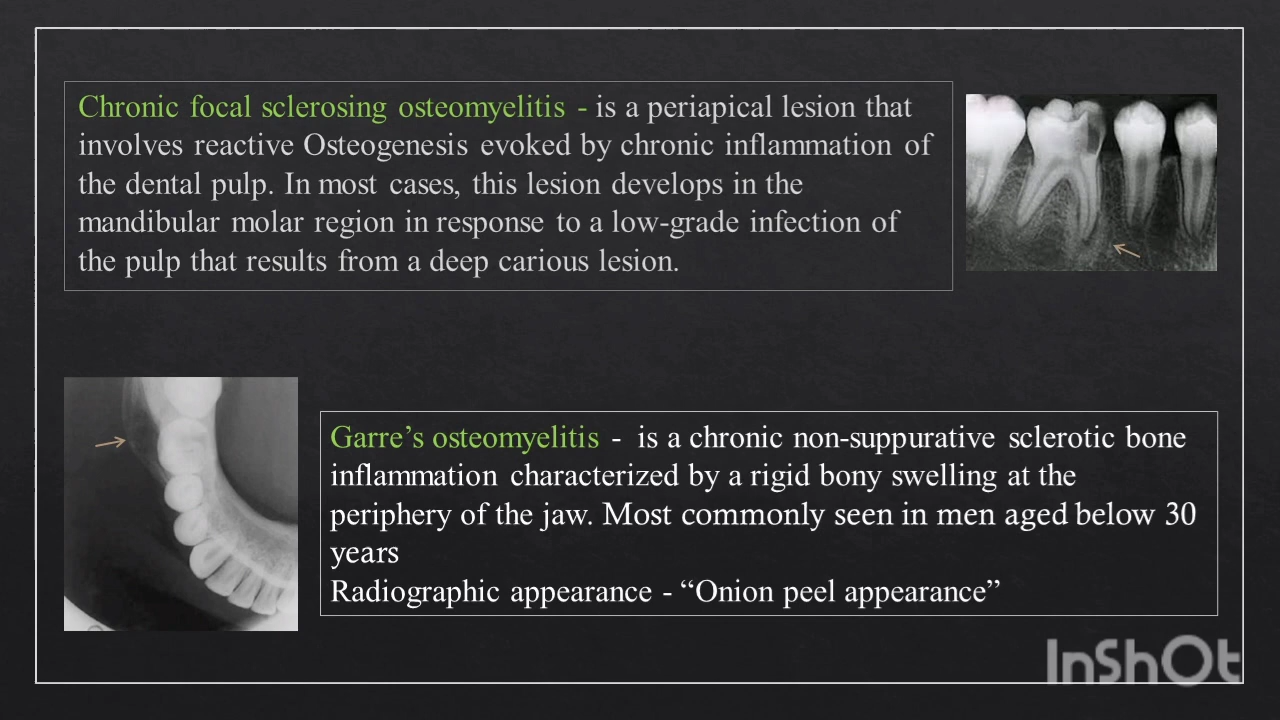 Chronic focal sclerosing osteomyelitis - is a periapical lesion that
involves reactive Osteogenesis evoked by chronic inflammation of
the dental pulp. In most cases, this lesion develops in the
mandibular molar region in response to a low-grade infection of
the pulp that results from a deep carious lesion.
Garre’s osteomyelitis - is a chronic non-suppurative sclerotic bone
inflammation characterized by a rigid bony swelling at the
periphery of the jaw. Most commonly seen in men aged below 30
years
Radiographic appearance - “Onion peel appearance”
InShOt